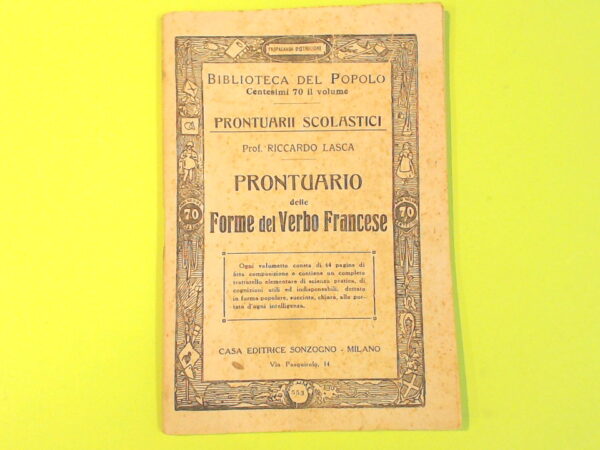 PROPAGANDA D'ISTRUZIONE
BIBLIOTECA DEL POPOLO
Centesimi 70 il volume
PRONTUARII SCOLASTICI
Prof. RICCARDO LASCA
PRONTUARIO
delle
Forme del Verbo Francese
70
70
Ogni volumetto consta di 64 pagine di
fitta composizione e contiene un completo
trattatello elementare di scienza pratica, di
cognizioni utili ed indispensabili, dettato
in forma popolare, succinta, chiara, alla por-
tata d'ogni intelligenza.
CASA EDITRICE SONZOGNO - MILANO
Via Pasquirolo, 14
553